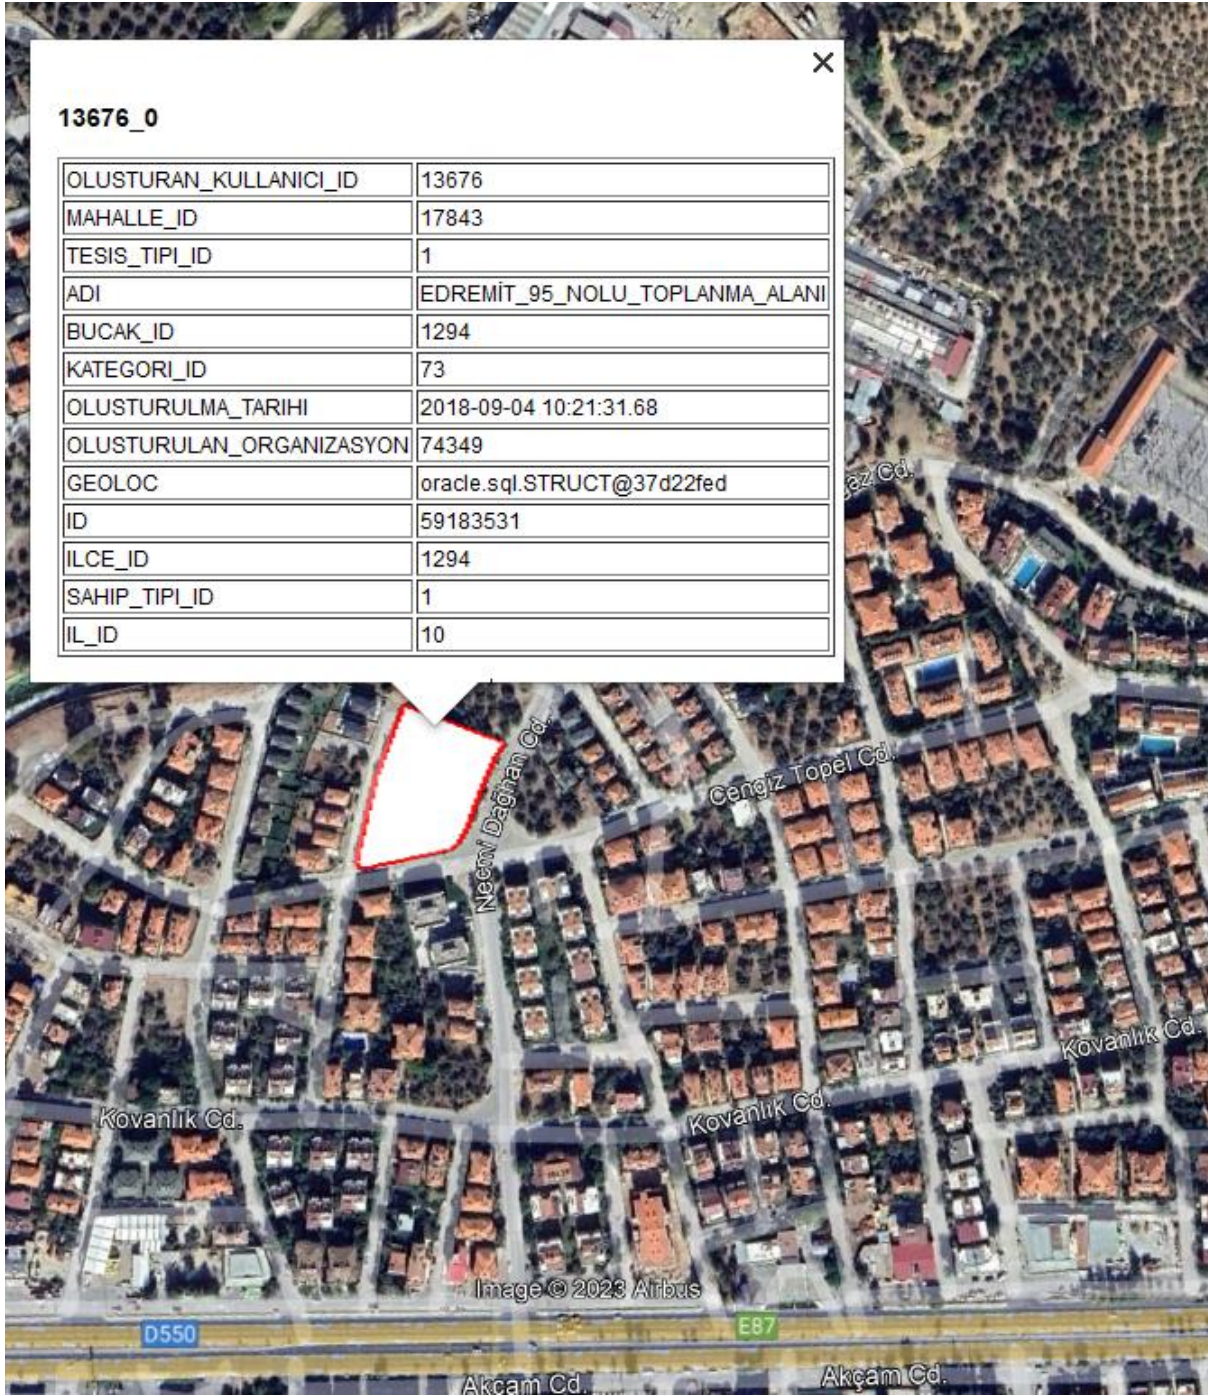 13676_0
OLUSTURAN_KULLANICI_ID 13676
MAHALLE_ID 17843
TESIS_TIPI_ID 1
ADI EDREMİT_95_NOLU_TOPLANMA_ALANI
BUCAK_ID 1294
KATEGORI_ID 73
OLUSTURULMA_TARIHI 2018-09-04 10:21:31.68
OLUSTURULAN_ORGANIZASYON 74349
GEOLOC oracle.sql.STRUCT@37d22fed
ID 59183531
ILCE_ID 1294
SAHIP_TIPI_ID 1
IL_ID 10
Cd.
Necmi Dağhan Cd.
Cengiz Topel Cd.
Kovanlık Cd.
Kovanlık Cd.
Kovanlık Cd.
Image © 2023 Airbus
D550
E87
Akçam Cd.
Akçam Cd.